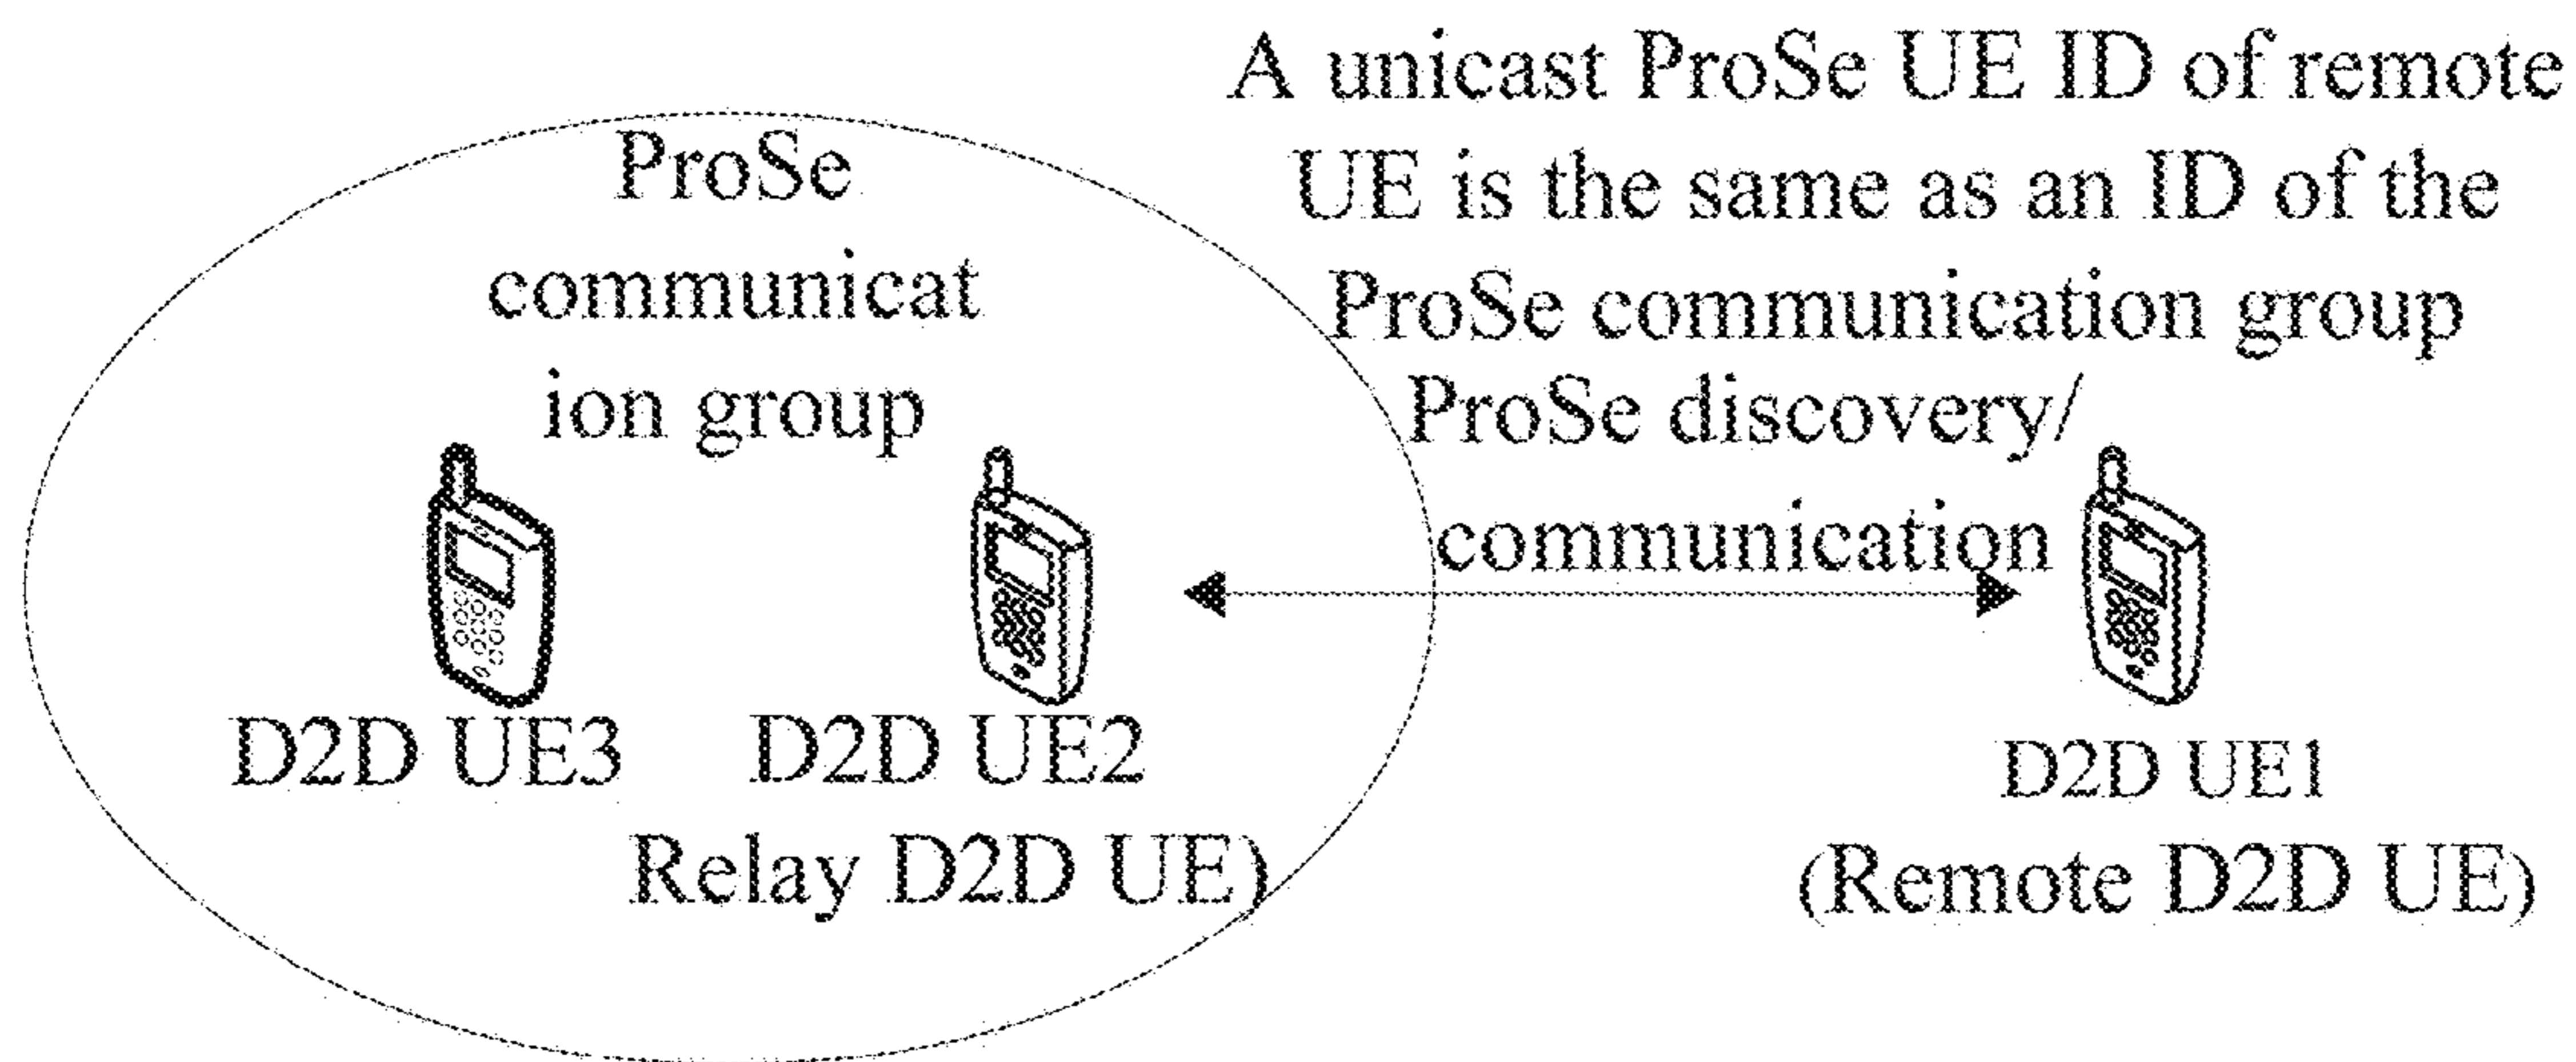 A unicast ProSe UE ID of remote
UE is the same as an ID of the
ProSe communication group
ProSe
communicat
ion group
ProSe discovery/
communication
D2D UE3
D2D UE2
Relay D2D UE)
D2D UE1
(Remote D2D UE)